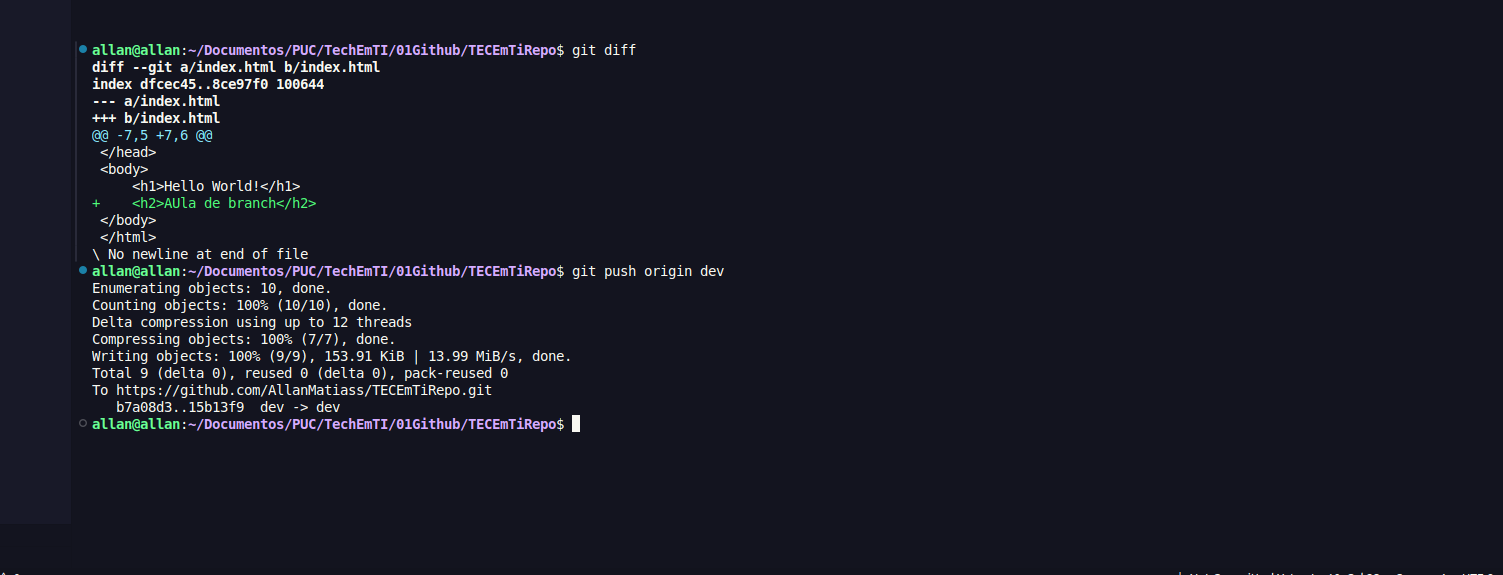 allan@allan:~/Documentos/PUC/TechEmTI/01Github/TECEmTiRepo$ git diff
diff --git a/index.html b/index.html
index dfcec45..8ce97f0 100644
--- a/index.html
+++ b/index.html
@@ -7,5 +7,6 @@
 </head>
 <body>
     <h1>Hello World!</h1>
+    <h2>AUla de branch</h2>
 </body>
 </html>
\ No newline at end of file
allan@allan:~/Documentos/PUC/TechEmTI/01Github/TECEmTiRepo$ git push origin dev
Enumerating objects: 10, done.
Counting objects: 100% (10/10), done.
Delta compression using up to 12 threads
Compressing objects: 100% (7/7), done.
Writing objects: 100% (9/9), 153.91 KiB | 13.99 MiB/s, done.
Total 9 (delta 0), reused 0 (delta 0), pack-reused 0
To https://github.com/AllanMatiass/TECEmTiRepo.git
   b7a08d3..15b13f9  dev -> dev
allan@allan:~/Documentos/PUC/TechEmTI/01Github/TECEmTiRepo$